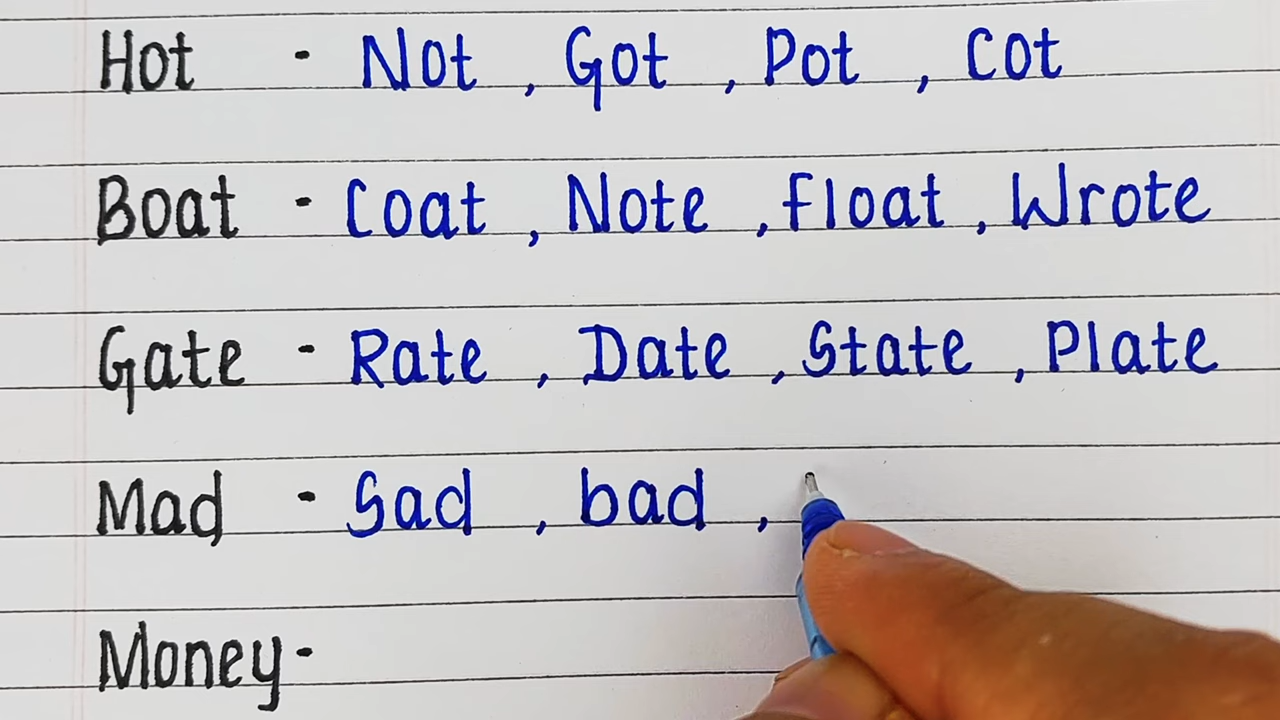 Hot - Not , Got , Pot , Cot
Boat - Coat , Note , Float , Wrote
Gate - Rate , Date , State , Plate
Mad - Sad , bad ,
Money -